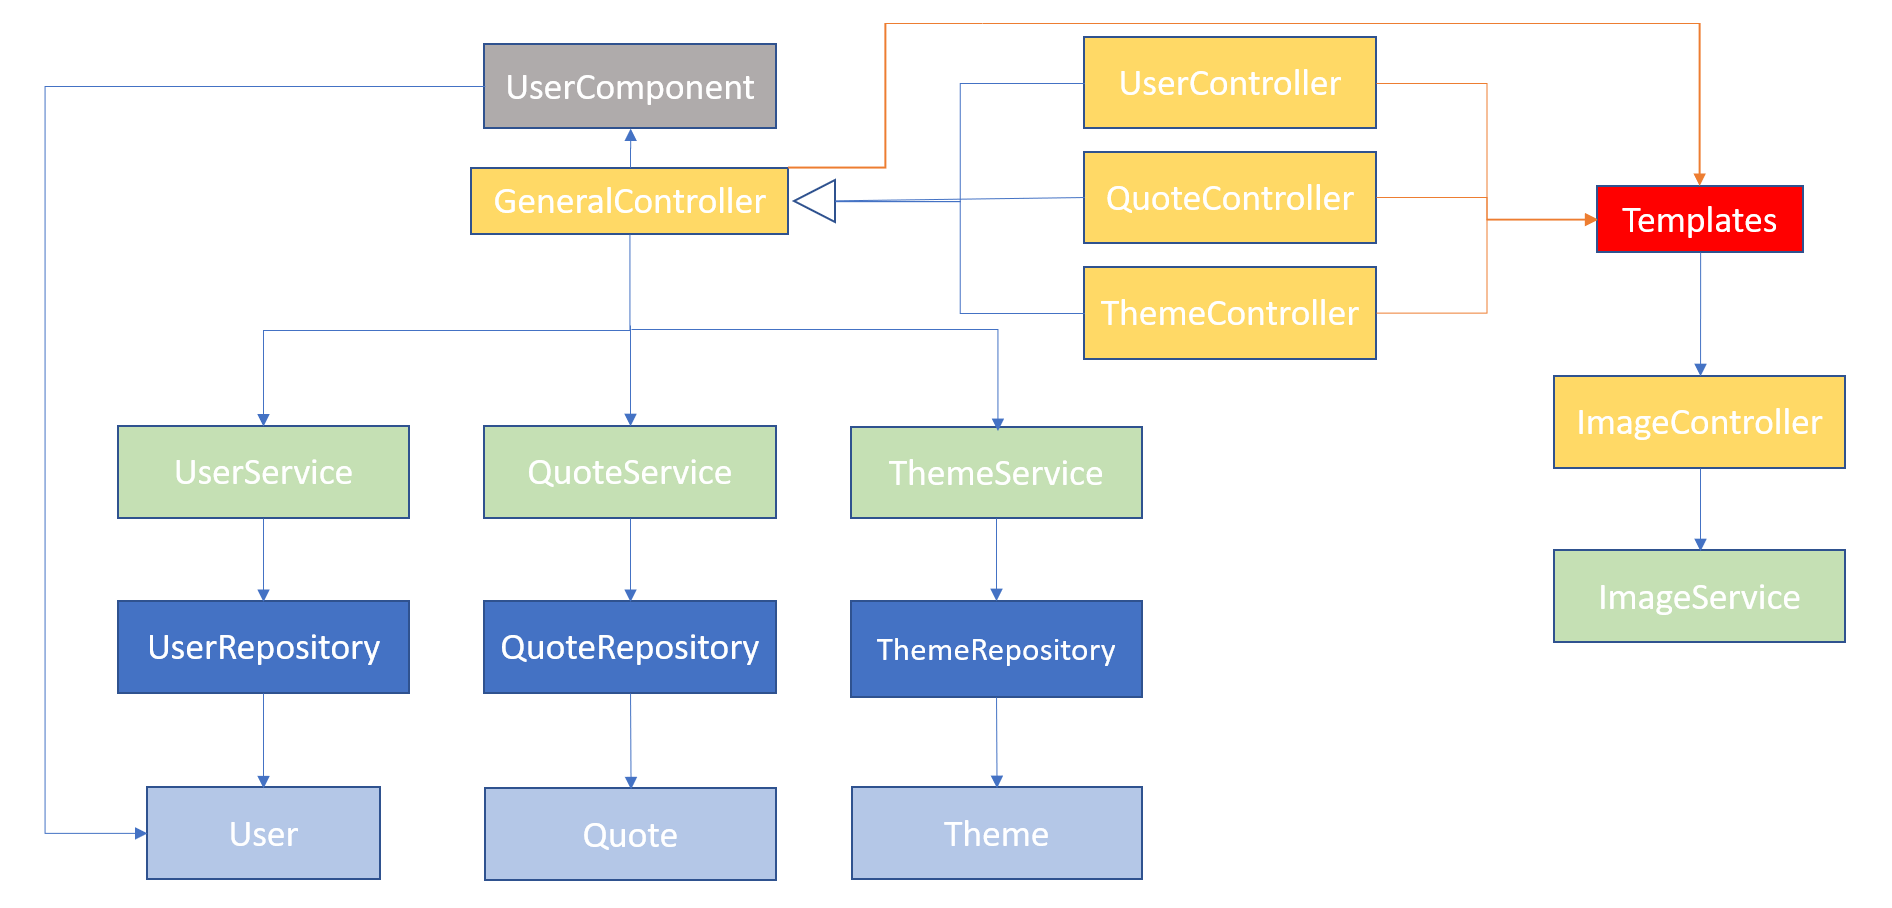 UserComponent
UserController
GeneralController
QuoteController
Templates
ThemeController
ImageController
UserService
QuoteService
ThemeService
ImageService
UserRepository
QuoteRepository
ThemeRepository
User
Quote
Theme